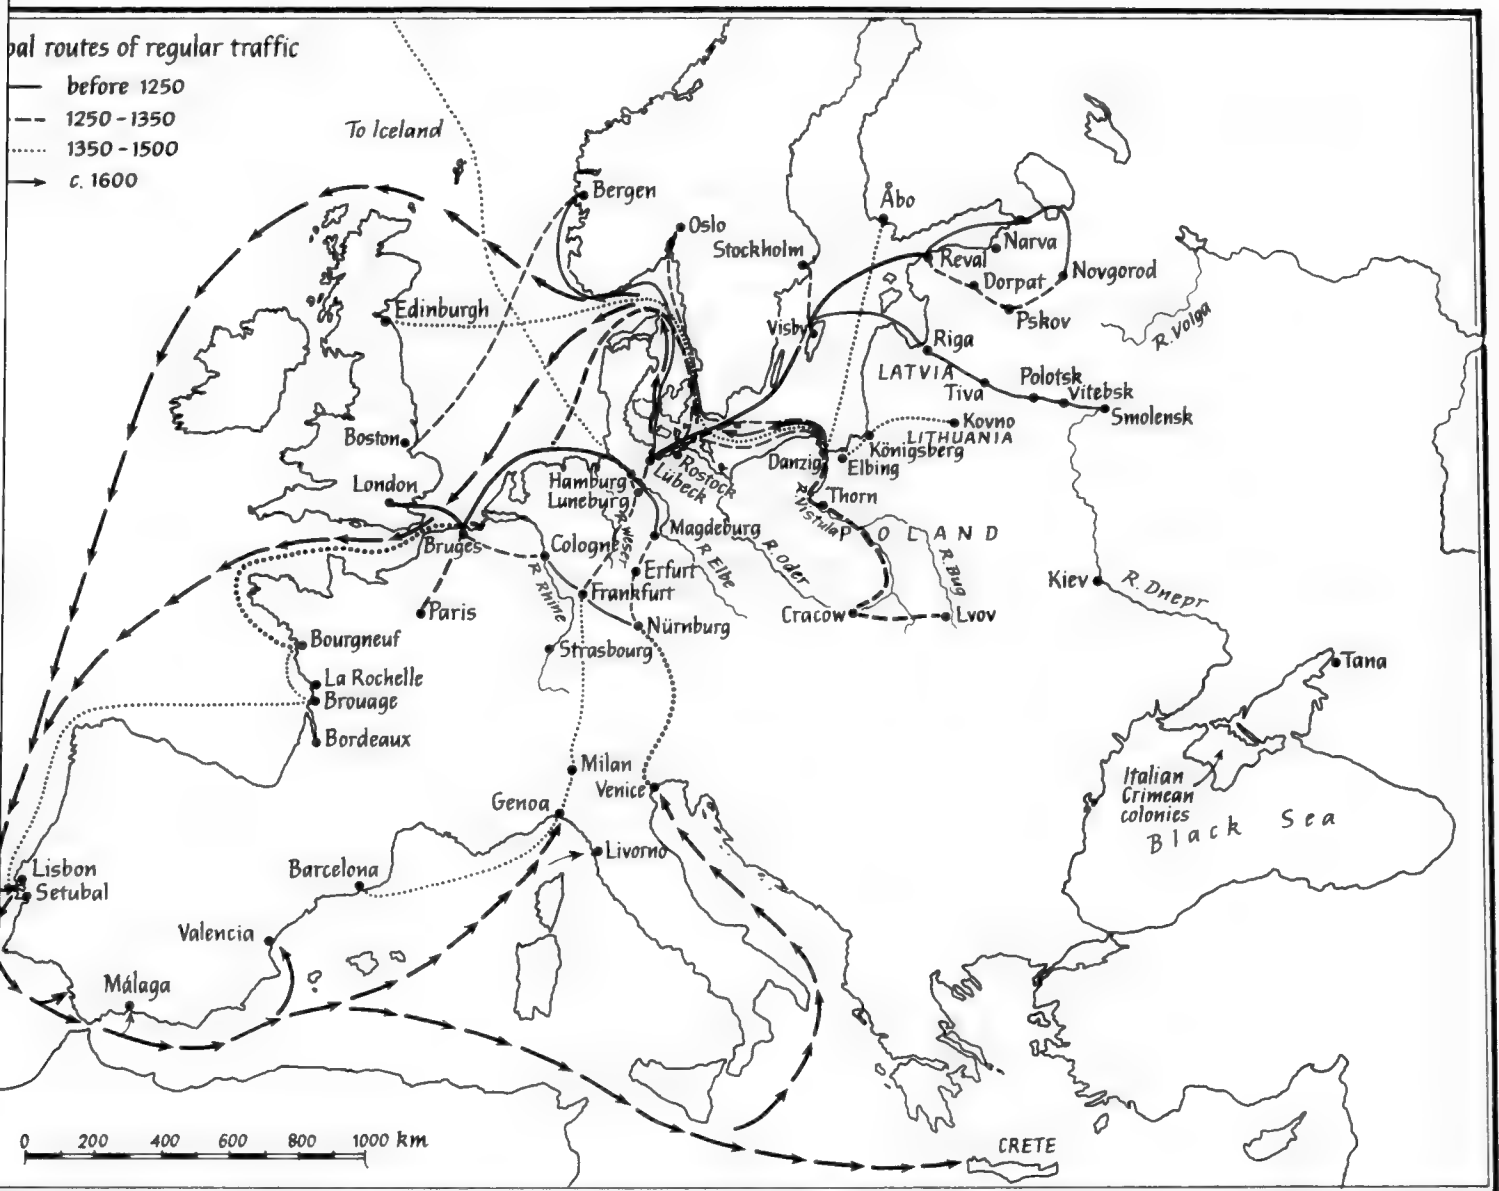 pal routes of regular traffic
before 1250
1250-1350
1350-1500
c. 1600
To Iceland
Bergen
Oslo
Stockholm
Åbo
Narva
Reval
Novgorod
Dorpat
Pskov
R. Volga
Edinburgh
Visby
Riga
LATVIA
Tiva
Polotsk
Vitebsk
Smolensk
Boston
Kovno
LITHUANIA
Königsberg
Danzig
Elbing
London
Hamburg
Luneburg
Lübeck
Rostock
Thorn
R. Vistula
POLAND
Bruges
Cologne
R. Weser
Magdeburg
R. Elbe
R. Oder
R. Bug
Erfurt
R. Rhine
Frankfurt
Kiev
R. Dnepr
Paris
Cracow
Lvov
Nürnburg
Bourgneuf
Strasbourg
Tana
La Rochelle
Brouage
Bordeaux
Milan
Venice
Italian
Crimean
colonies
Genoa
Black Sea
Livorno
Lisbon
Setubal
Barcelona
Valencia
Málaga
0 200 400 600 800 1000 km
CRETE